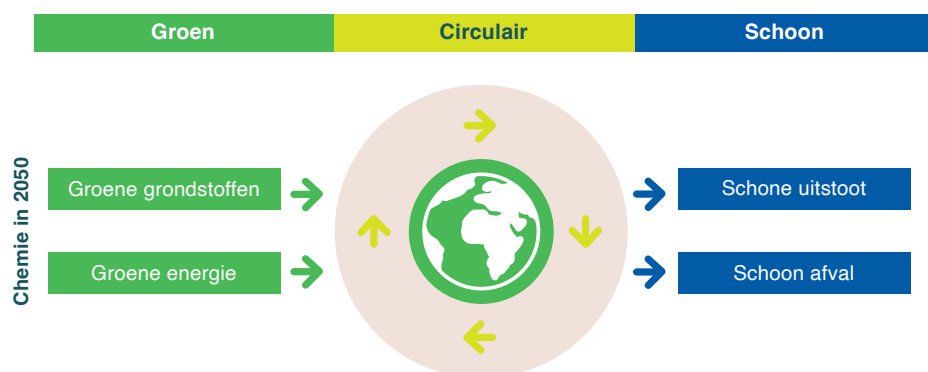 Groen
Circulair
Schoon
Chemie in 2050
Groene grondstoffen
Schone uitstoot
Groene energie
Schoon afval